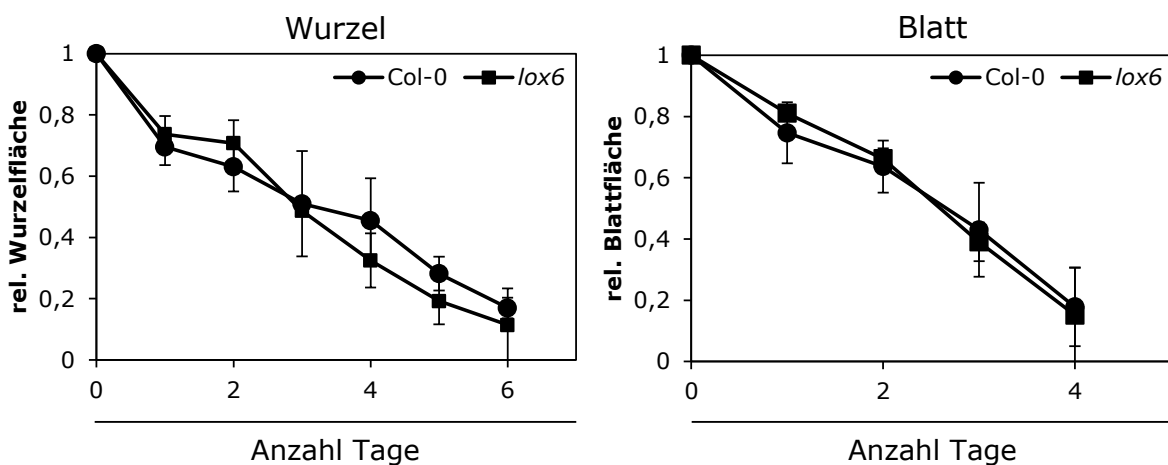 Wurzel
1
0,8
0,6
0,4
0,2
0
rel. Wurzelfläche
Col-0 lox6
0 2 4 6
Anzahl Tage
Blatt
1
0,8
0,6
0,4
0,2
0
rel. Blattfläche
Col-0 lox6
0 2 4
Anzahl Tage